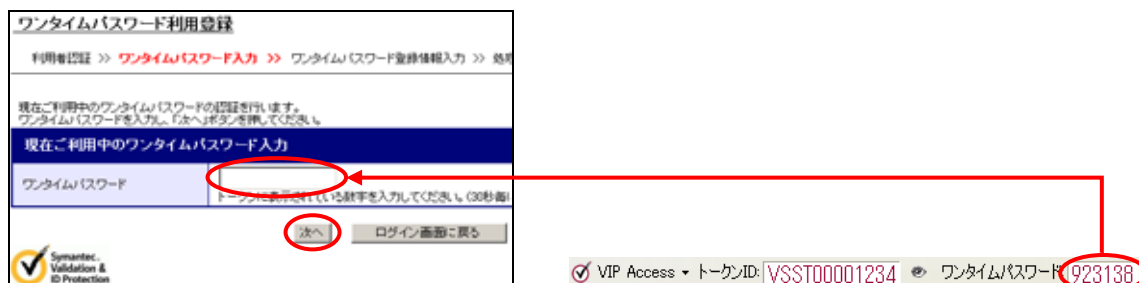 ワンタイムパスワード利用登録
利用者認証 >> ワンタイムパスワード入力 >> ワンタイムパスワード登録情報入力 >> 処
現在ご利用中のワンタイムパスワードの認証を行います。
ワンタイムパスワードを入力し、「次へ」ボタンを押してください。
現在ご利用中のワンタイムパスワード入力
ワンタイムパスワード
トークンに表示されている数字を入力してください。(30秒毎
次へ ログイン画面に戻る
Symantec.
Validation &
ID Protection
VIP Access トークンID: VSST00001234 ワンタイムパスワード 923138